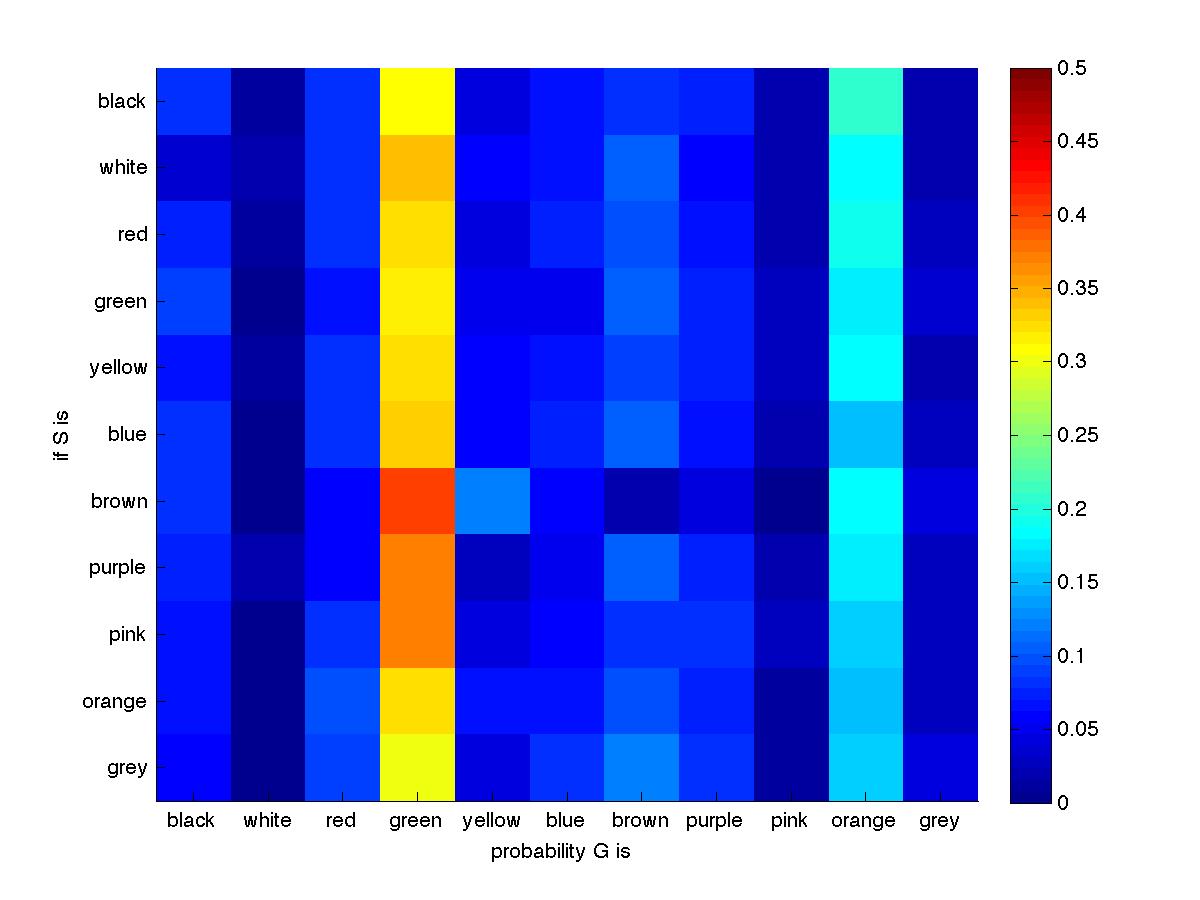 if S is
black
white
red
green
yellow
blue
brown
purple
pink
orange
grey
black white red green yellow blue brown purple pink orange grey
probability G is
0.5
0.45
0.4
0.35
0.3
0.25
0.2
0.15
0.1
0.05
0